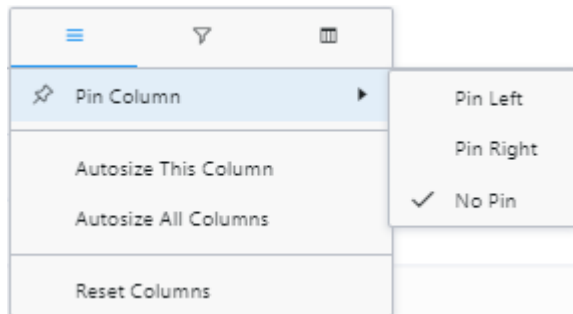 Pin Column
Pin Left
Pin Right
Autosize This Column
No Pin
Autosize All Columns
Reset Columns